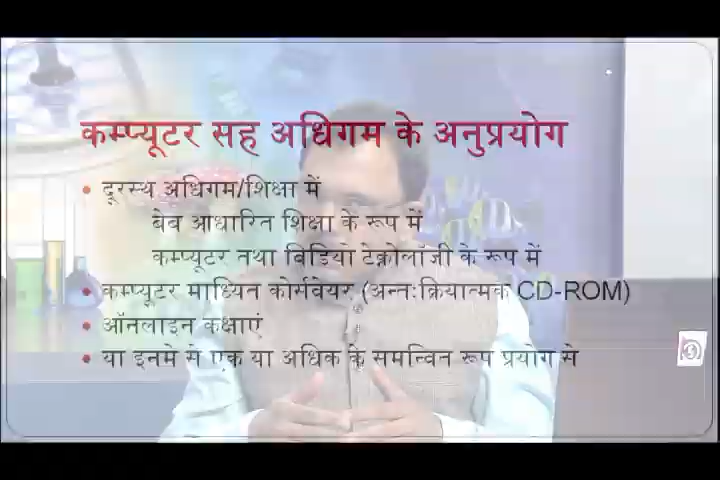 कम्प्यूटर सह अधिगम के अनुप्रयोग
• दूरस्थ अधिगम/शिक्षा में
बेब आधारित शिक्षा के रूप में
कम्प्यूटर तथा बिडियो टेक्नोलॉजी के रूप में
• कम्प्यूटर माध्यित कोर्सवेयर (अन्तःक्रियात्मक CD-ROM)
• ऑनलाइन कक्षाएं
• या इनमे से एक या अधिक के समन्वित रूप प्रयोग से